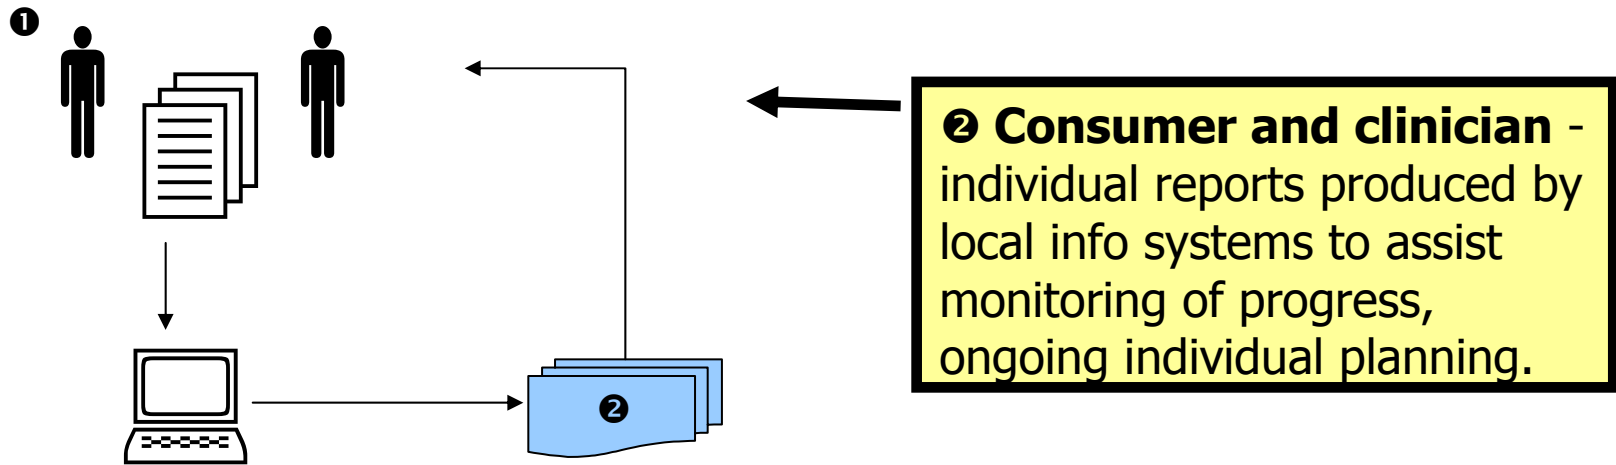 ❶
❷ Consumer and clinician -
individual reports produced by
local info systems to assist
monitoring of progress,
ongoing individual planning.
❷